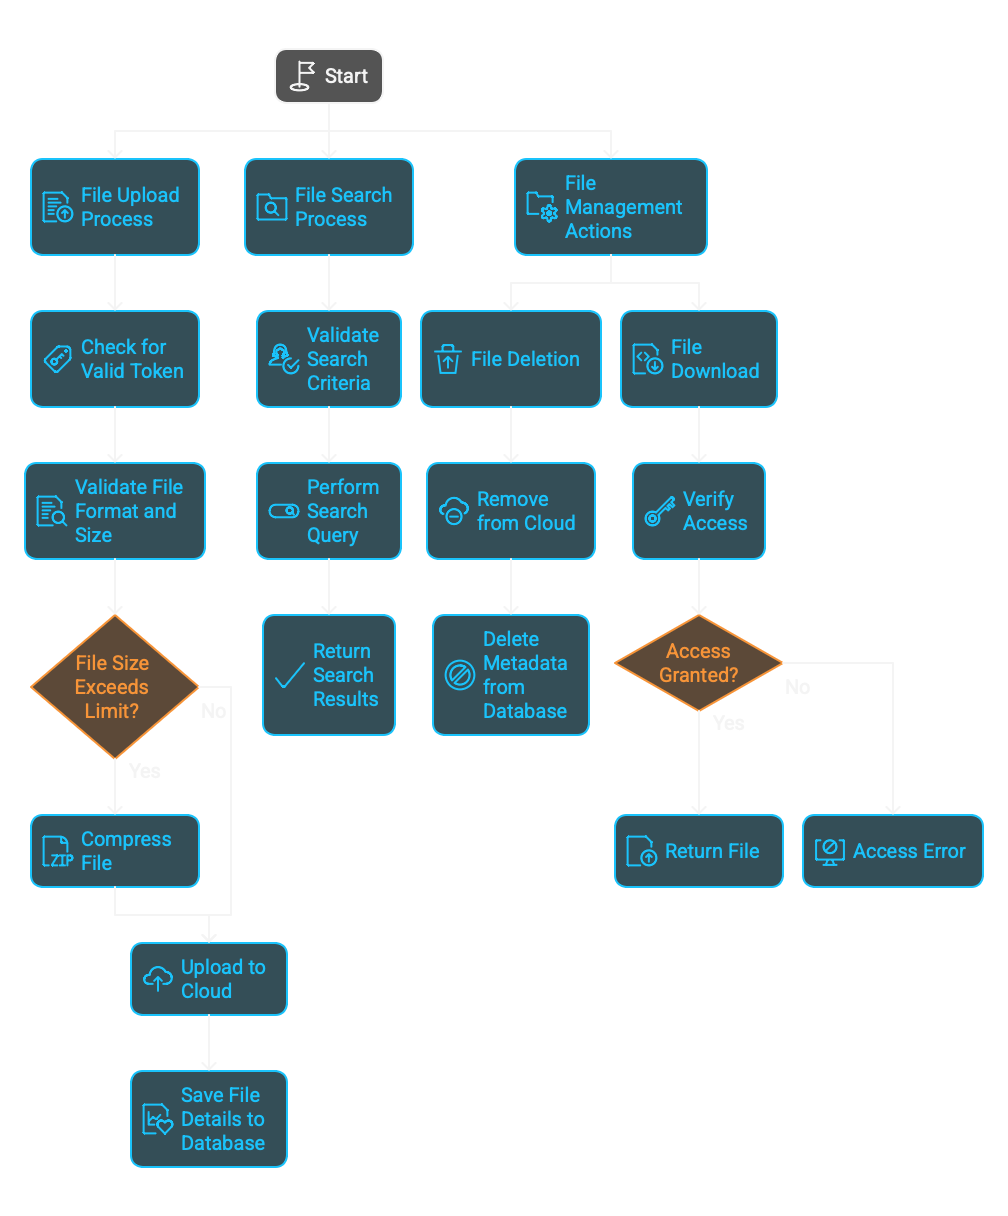 Start
File Upload
Process
File Search
Process
File
Management
Actions
Check for
Valid Token
Validate
Search
Criteria
File Deletion
File
Download
Validate File
Format and
Size
Perform
Search
Query
Remove
from Cloud
Verify
Access
File Size
Exceeds
Limit?
No
Yes
Return
Search
Results
Delete
Metadata
from
Database
Access
Granted?
No
Yes
ZIP
Compress
File
Return File
Access Error
Upload to
Cloud
Save File
Details to
Database